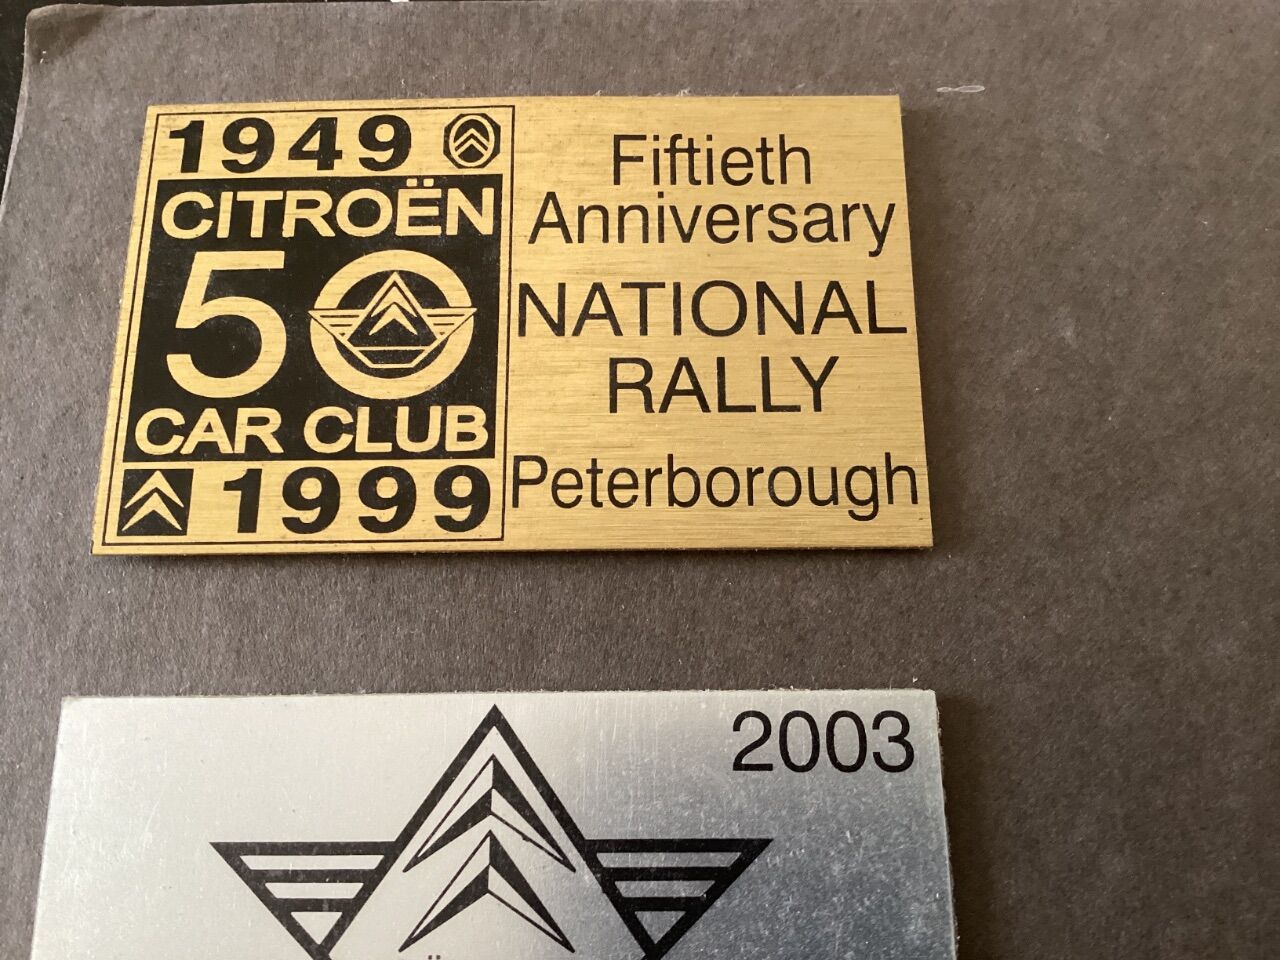 1949
CITROËN
50
CAR CLUB
1999
Fiftieth
Anniversary
NATIONAL
RALLY
Peterborough
2003